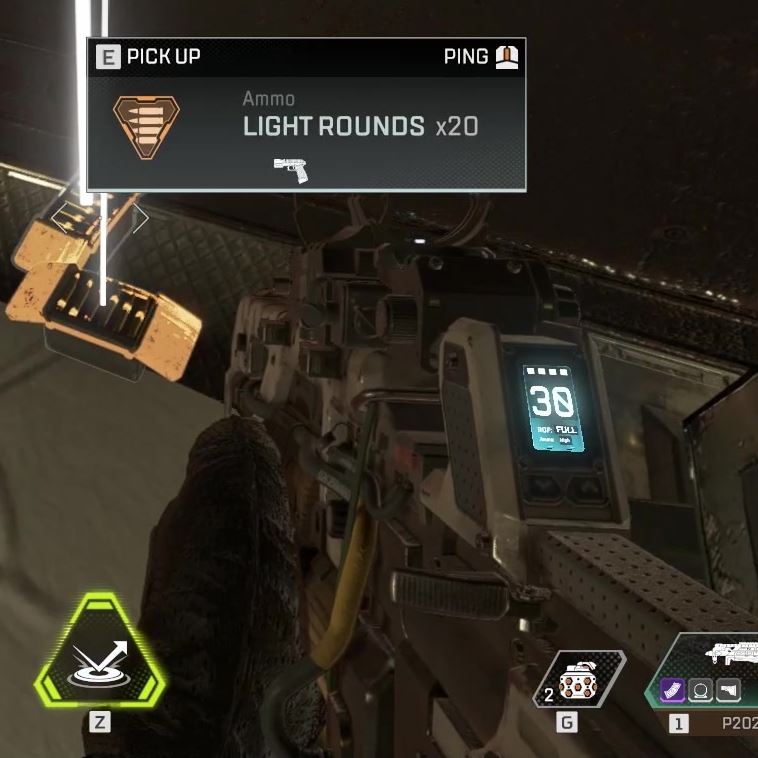 E PICK UP PING
Ammo
LIGHT ROUNDS x20
30
ROF: FULL
Z
2
G
1 P202